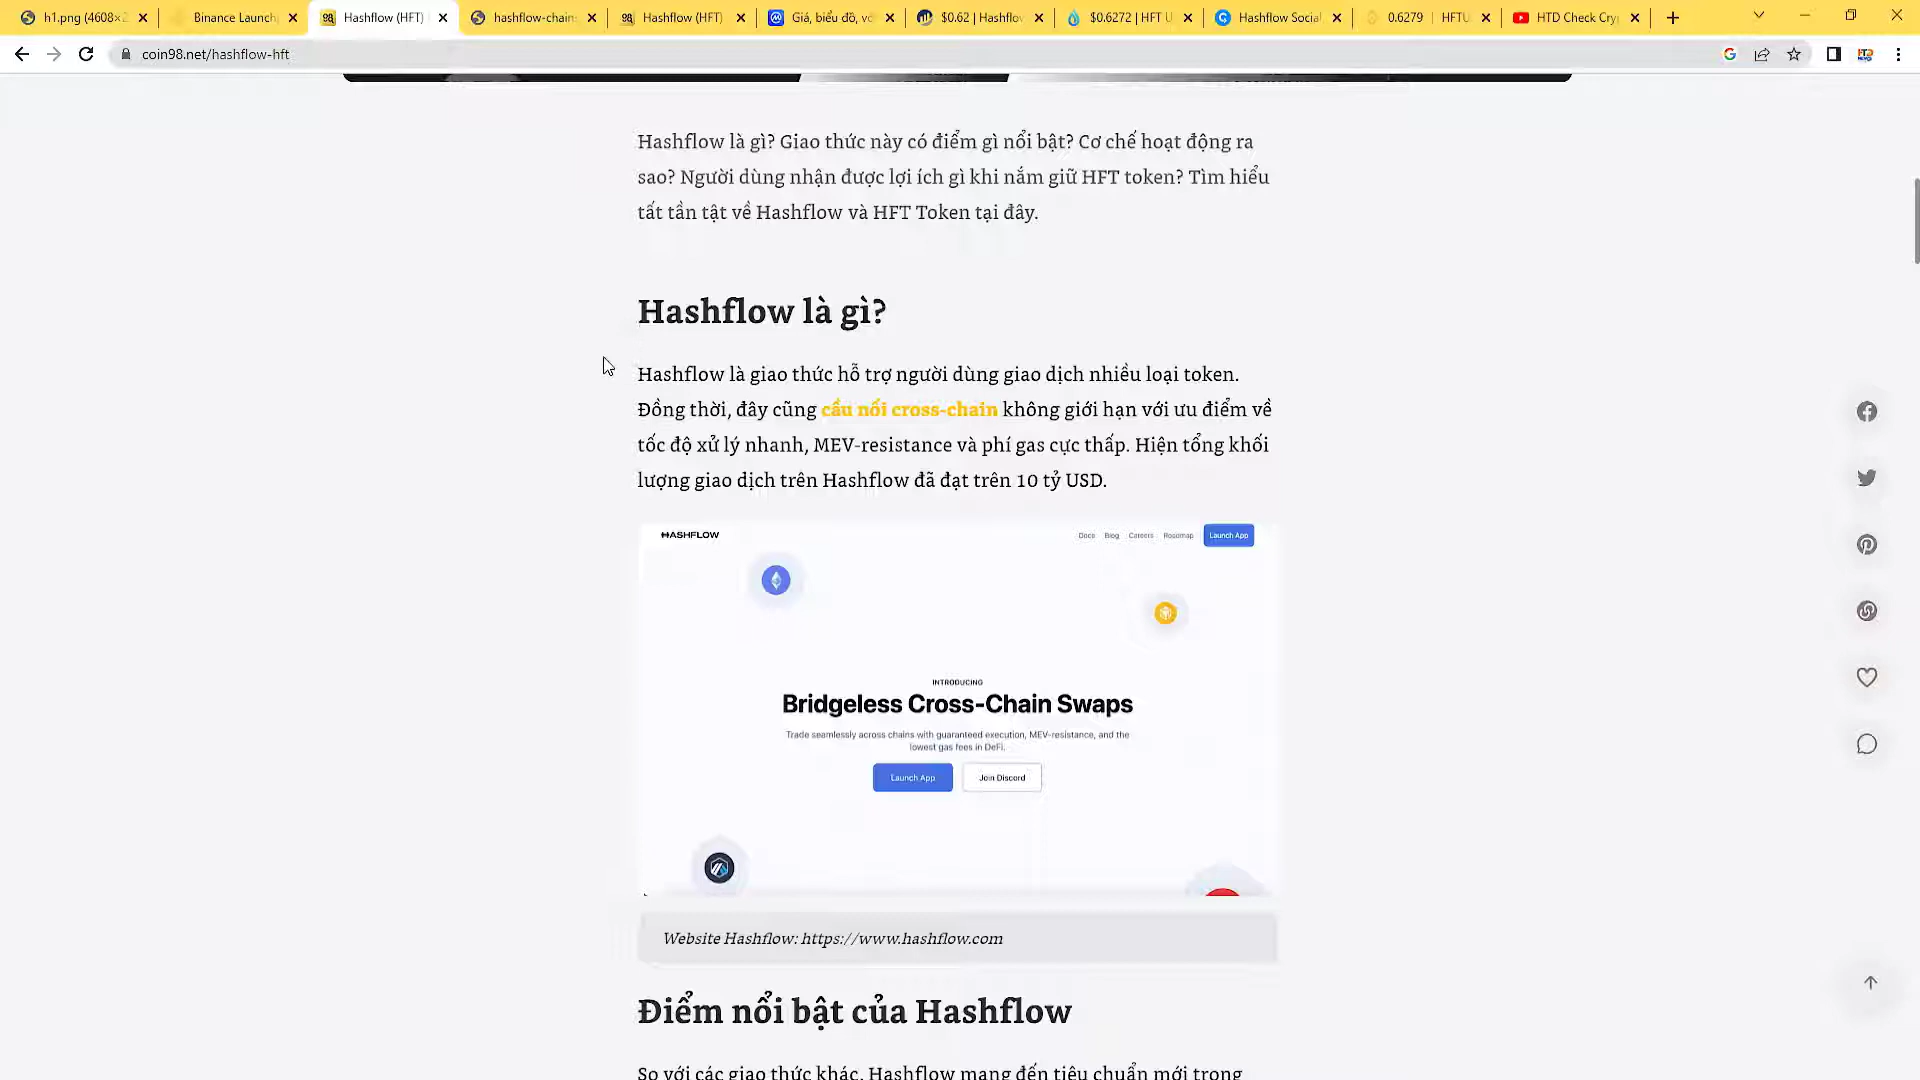 h1.png (4608×2
Binance Launch
Hashflow (HFT)
hashflow-chain
Hashflow (HFT)
Giá, biểu đồ, vố
$0.62 | Hashflo
$0.6272 | HFT U
Hashflow Social
0.6279 | HFTU
HTD Check Cry
coin98.net/hashflow-hft
Hashflow là gì? Giao thức này có điểm gì nổi bật? Cơ chế hoạt động ra
sao? Người dùng nhận được lợi ích gì khi nắm giữ HFT token? Tìm hiểu
tất tần tật về Hashflow và HFT Token tại đây.
Hashflow là gì?
Hashflow là giao thức hỗ trợ người dùng giao dịch nhiều loại token.
Đồng thời, đây cũng cầu nối cross-chain không giới hạn với ưu điểm về
tốc độ xử lý nhanh, MEV-resistance và phí gas cực thấp. Hiện tổng khối
lượng giao dịch trên Hashflow đã đạt trên 10 tỷ USD.
HASHFLOW
Docs Blog Careers Roadmap Launch App
INTRODUCING
Bridgeless Cross-Chain Swaps
Trade seamlessly across chains with guaranteed execution, MEV-resistance, and the
lowest gas fees in DeFi.
Launch App Join Discord
Website Hashflow: https://www.hashflow.com
Điểm nổi bật của Hashflow
So với các giao thức khác, Hashflow mang đến tiêu chuẩn mới trong